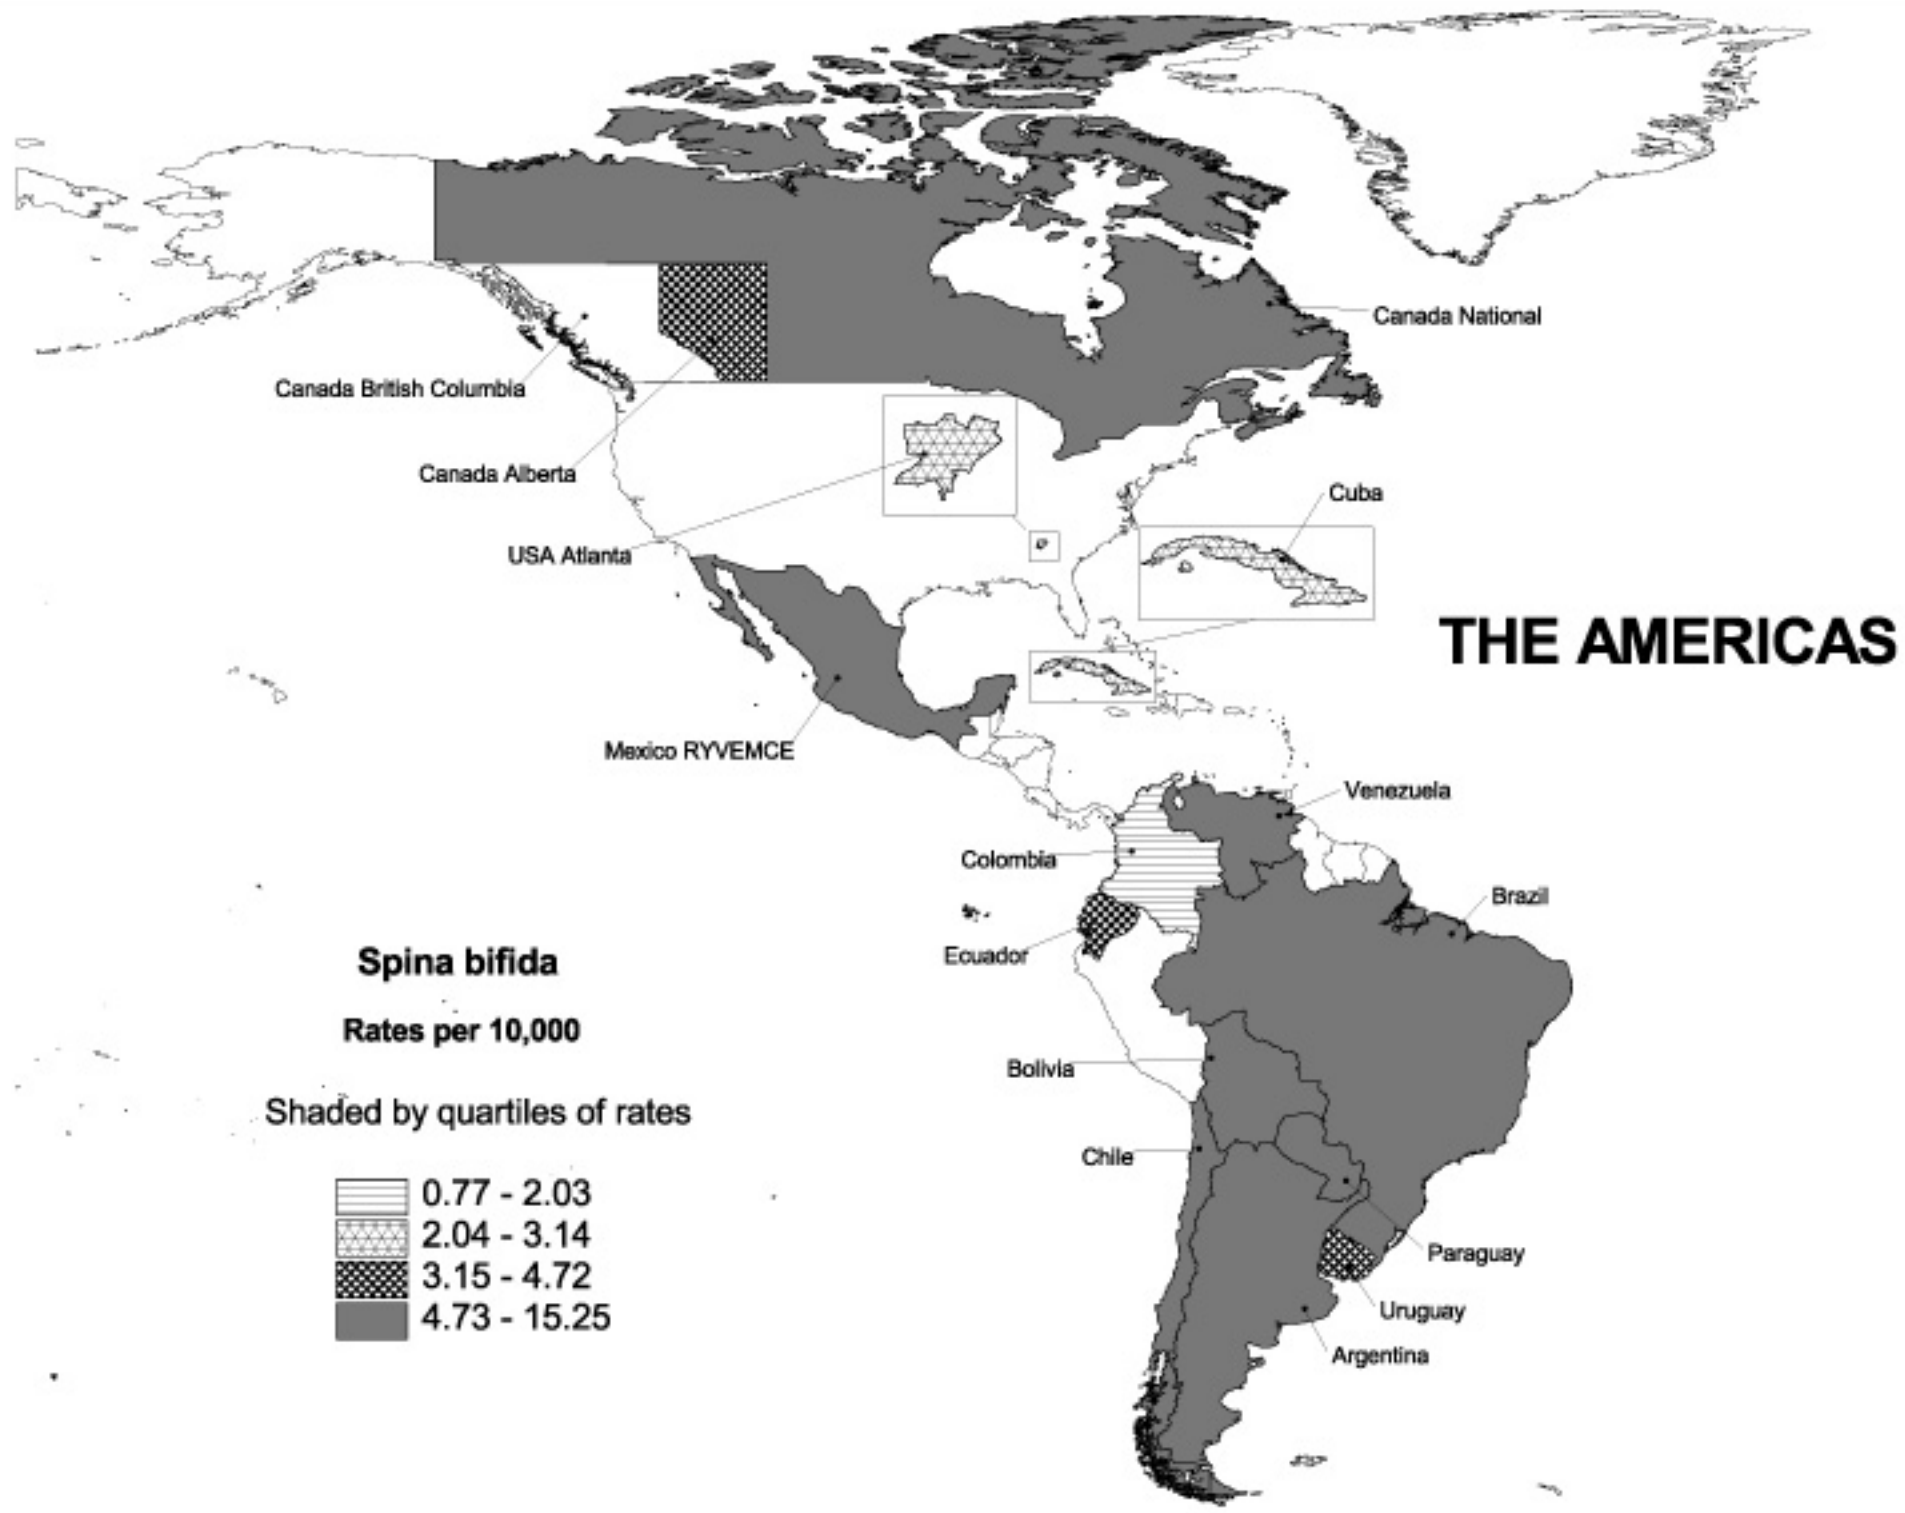 Canada National
Canada British Columbia
Canada Alberta
Cuba
USA Atlanta
THE AMERICAS
Mexico RYVEMCE
Venezuela
Colombia
Brazil
Ecuador
Spina bifida
Rates per 10,000
Bolivia
Shaded by quartiles of rates
Chile
0.77 - 2.03
2.04 - 3.14
3.15 - 4.72
4.73 - 15.25
Paraguay
Uruguay
Argentina